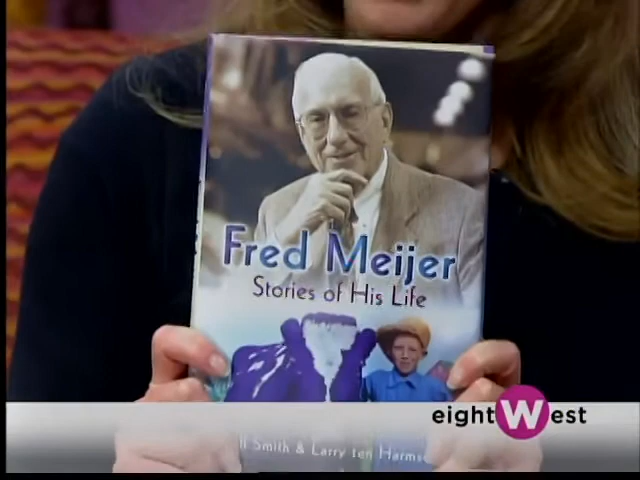 Fred Meijer
Stories of His Life
eightWest
Smith & Larry ten